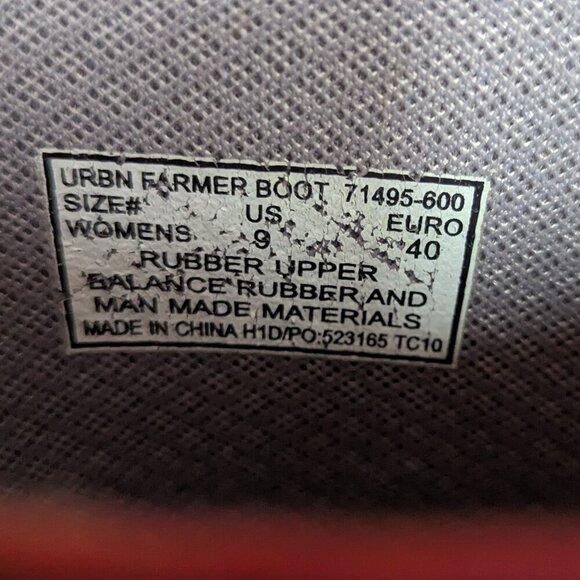 URBN FARMER BOOT 71495-600
SIZE# US EURO
WOMENS 9 40
RUBBER UPPER
BALANCE RUBBER AND
MAN MADE MATERIALS
MADE IN CHINA H1D/PO:523165 TC10